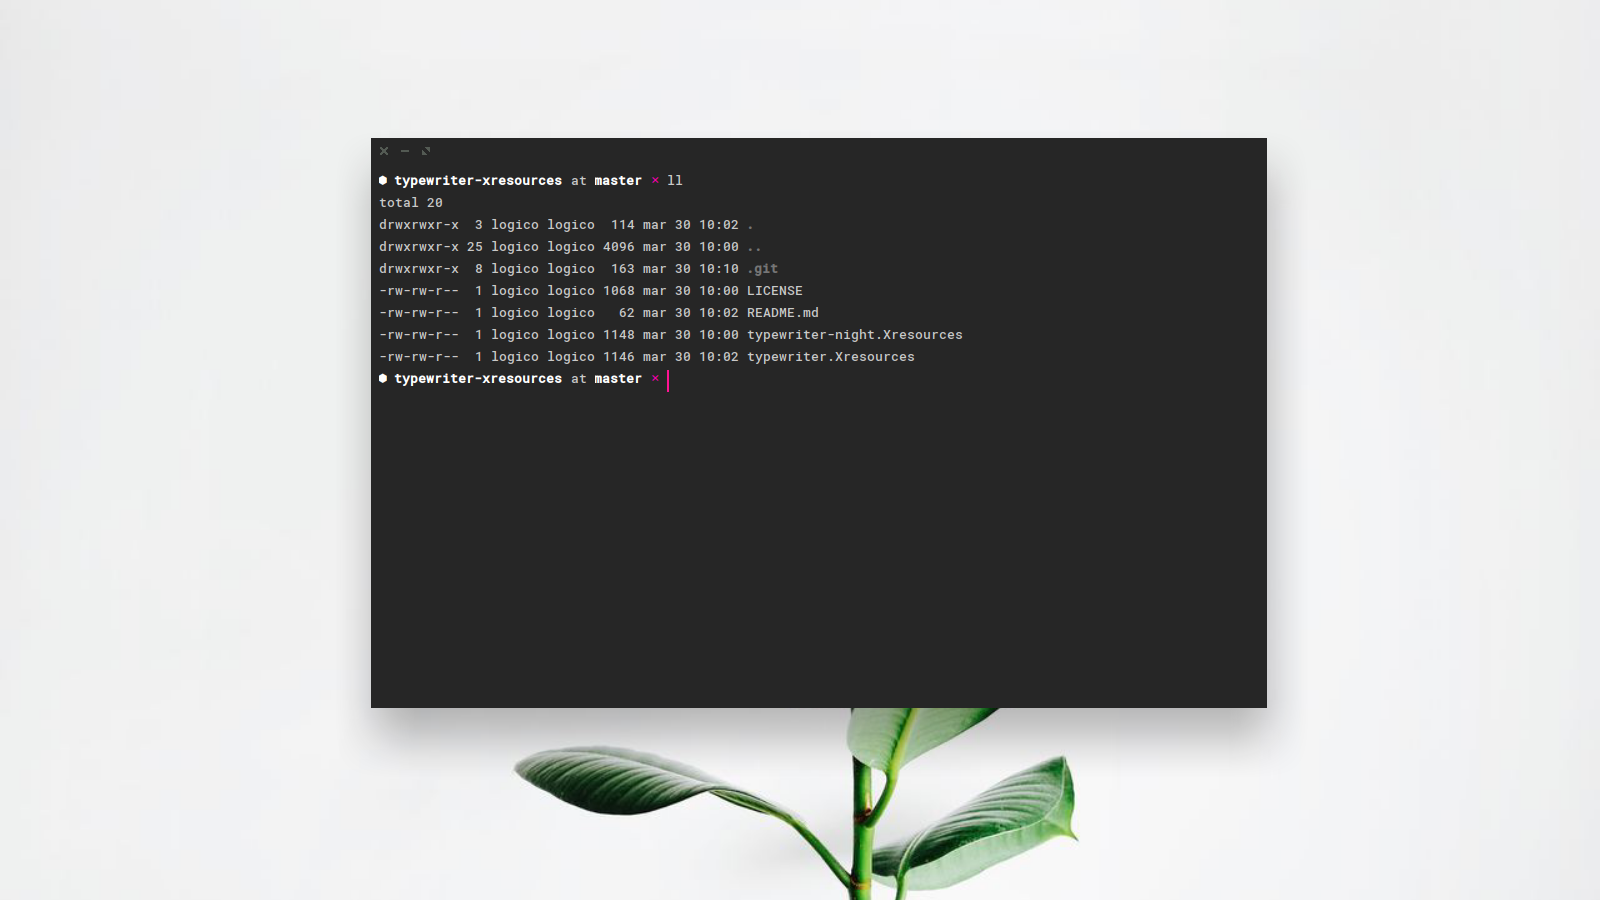 ⬢ typewriter-xresources at master × ll
total 20
drwxrwxr-x  3 logico logico  114 mar 30 10:02 .
drwxrwxr-x 25 logico logico 4096 mar 30 10:00 ..
drwxrwxr-x  8 logico logico  163 mar 30 10:10 .git
-rw-rw-r--  1 logico logico 1068 mar 30 10:00 LICENSE
-rw-rw-r--  1 logico logico   62 mar 30 10:02 README.md
-rw-rw-r--  1 logico logico 1148 mar 30 10:00 typewriter-night.Xresources
-rw-rw-r--  1 logico logico 1146 mar 30 10:02 typewriter.Xresources
⬢ typewriter-xresources at master ×